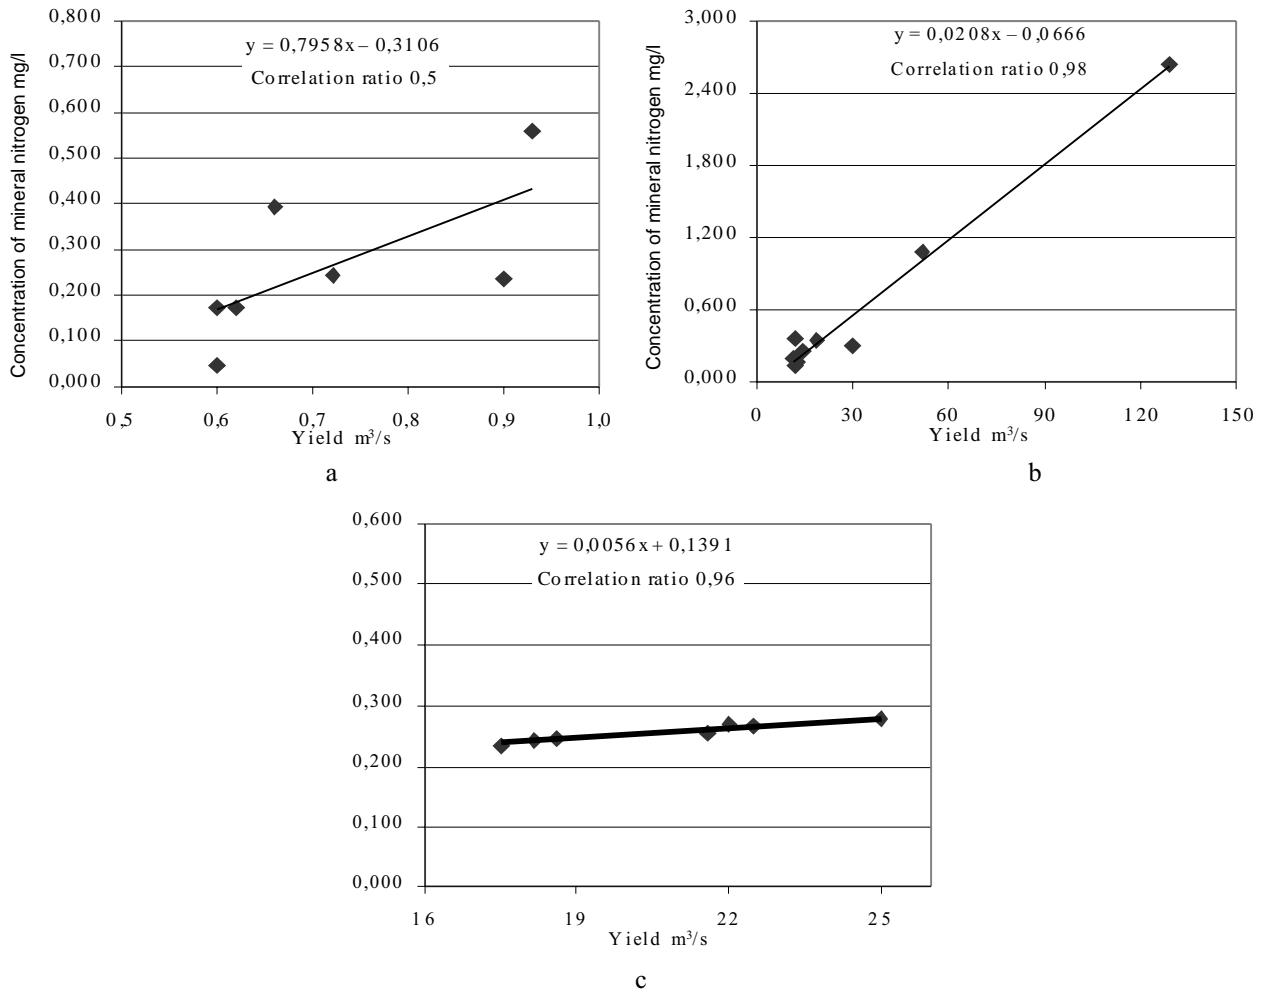 Concentration of mineral nitrogen mg/l
0,800
0,700
0,600
0,500
0,400
0,300
0,200
0,100
0,000
y = 0,7958x – 0,3106
Correlation ratio 0,5
0,5 0,6 0,7 0,8 0,9 1,0
Yield m³/s
a
Concentration of mineral nitrogen mg/l
3,000
2,400
1,800
1,200
0,600
0,000
y = 0,0208x – 0,0666
Correlation ratio 0,98
0 30 60 90 120 150
Yield m³/s
b
0,600
0,500
0,400
0,300
0,200
0,100
0,000
y = 0,0056x + 0,1391
Correlation ratio 0,96
16 19 22 25
Yield m³/s
c